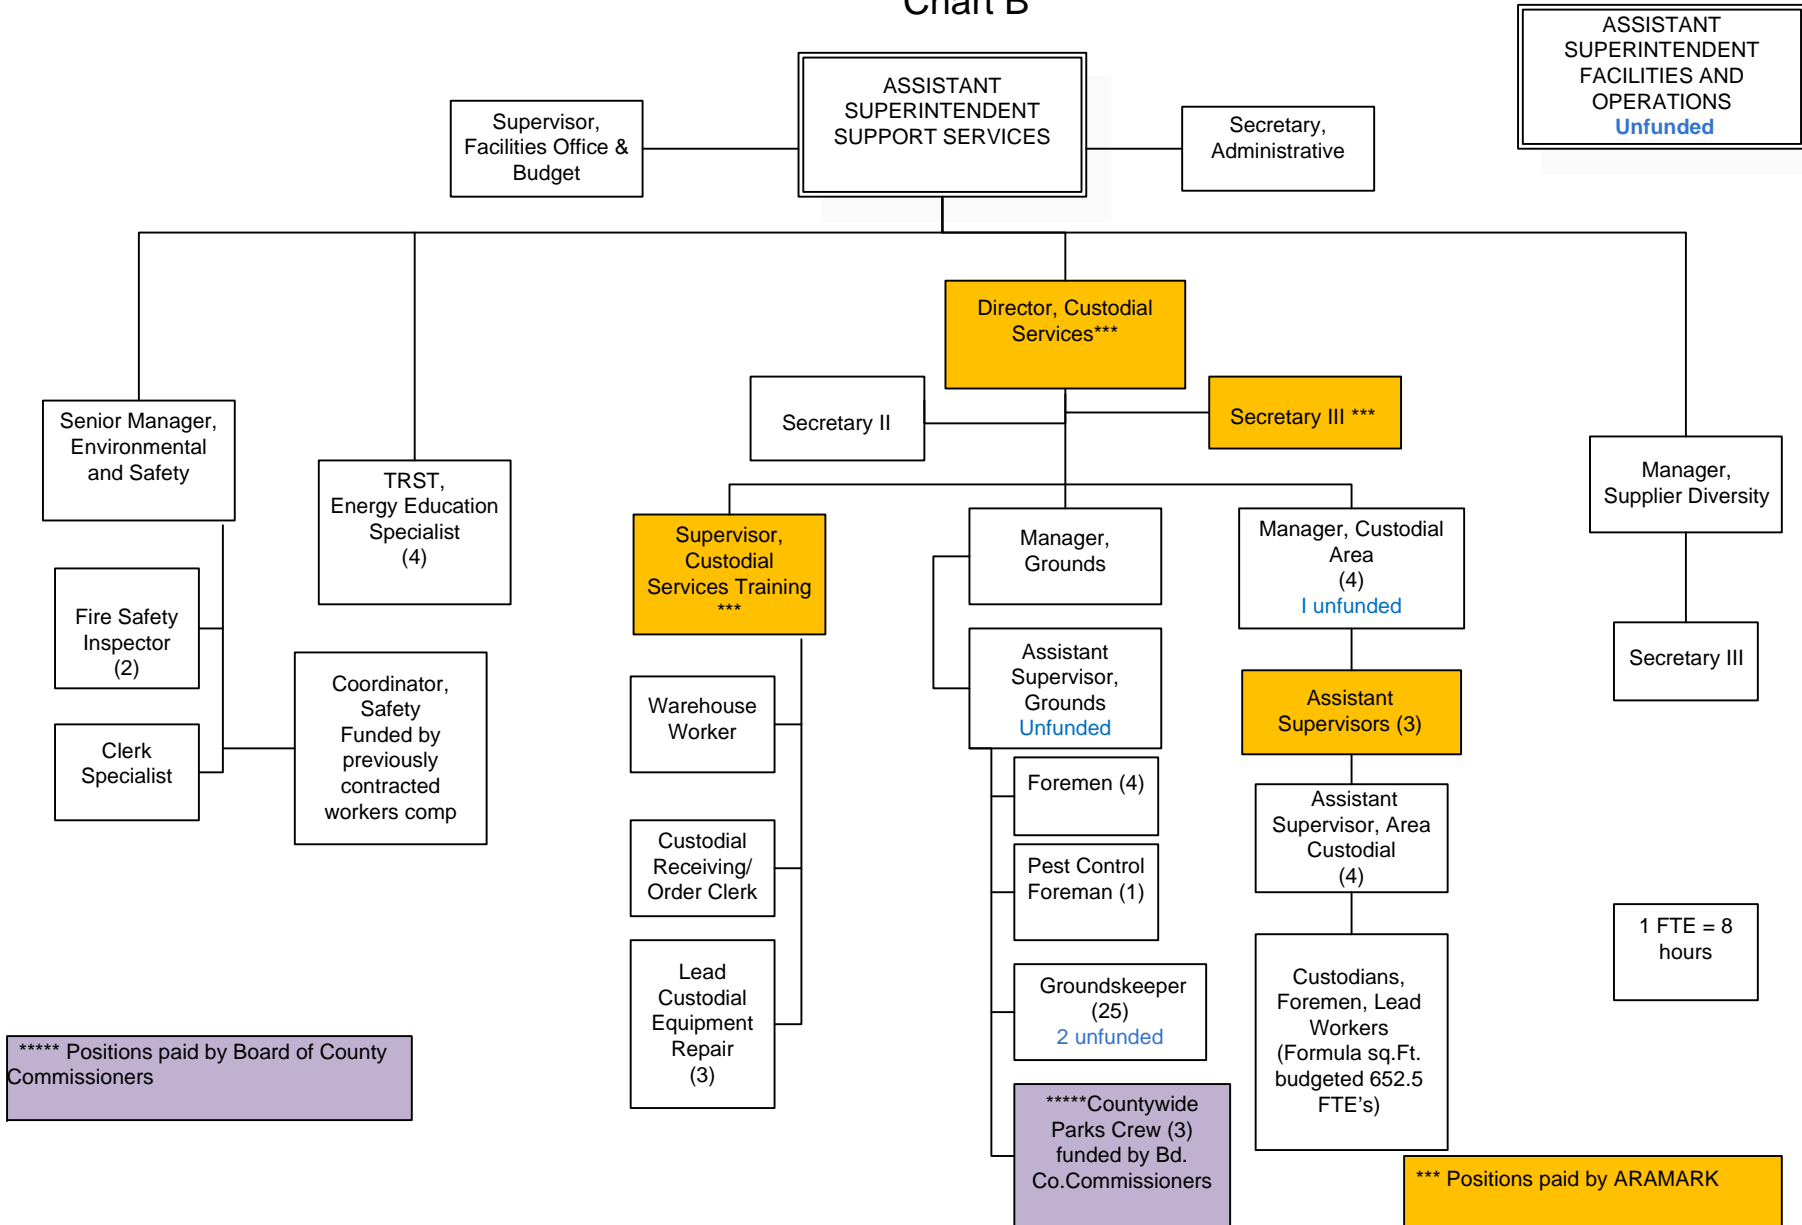 Chart B
ASSISTANT
SUPERINTENDENT
FACILITIES AND
OPERATIONS
Unfunded
ASSISTANT
SUPERINTENDENT
SUPPORT SERVICES
Supervisor,
Facilities Office &
Budget
Secretary,
Administrative
Director, Custodial
Services***
Secretary II
Secretary III ***
Senior Manager,
Environmental
and Safety
TRST,
Energy Education
Specialist
(4)
Manager,
Supplier Diversity
Supervisor,
Custodial
Services Training
***
Manager,
Grounds
Manager, Custodial
Area
(4)
I unfunded
Fire Safety
Inspector
(2)
Coordinator,
Safety
Funded by
previously
contracted
workers comp
Clerk
Specialist
Warehouse
Worker
Custodial
Receiving/
Order Clerk
Lead
Custodial
Equipment
Repair
(3)
Assistant
Supervisor,
Grounds
Unfunded
Foremen (4)
Pest Control
Foreman (1)
Groundskeeper
(25)
2 unfunded
*****Countywide
Parks Crew (3)
funded by Bd.
Co.Commissioners
Assistant
Supervisors (3)
Assistant
Supervisor, Area
Custodial
(4)
Custodians,
Foremen, Lead
Workers
(Formula sq.Ft.
budgeted 652.5
FTE's)
Secretary III
1 FTE = 8
hours
***** Positions paid by Board of County
Commissioners
*** Positions paid by ARAMARK